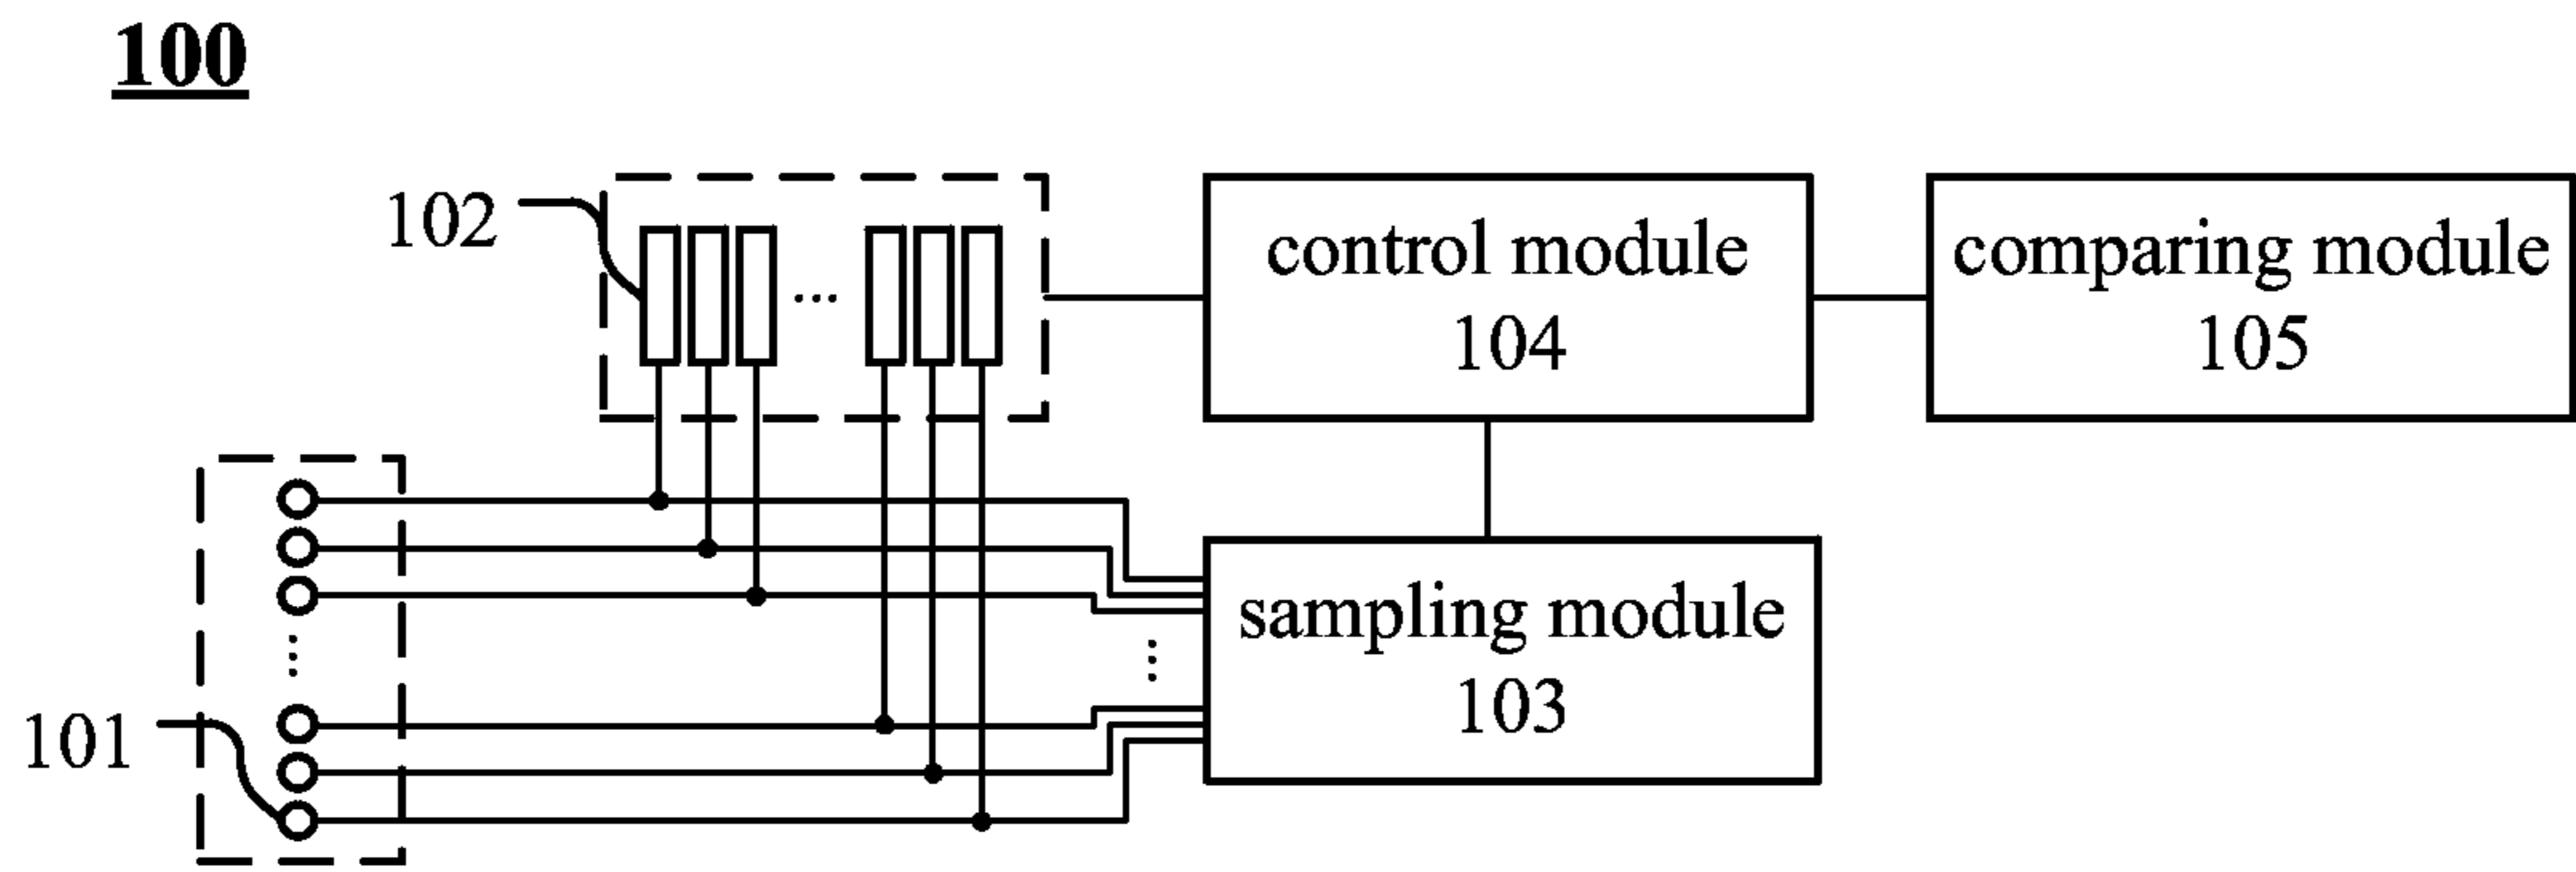 100
102
control module
104
comparing module
105
...
101
sampling module
103